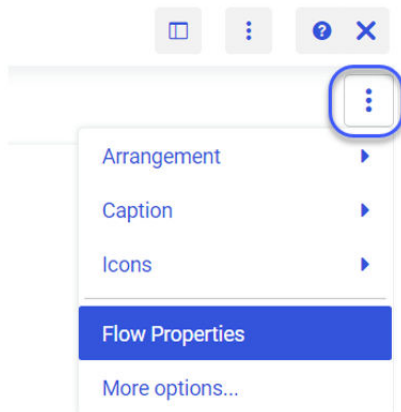 Arrangement
Caption
Icons
Flow Properties
More options...